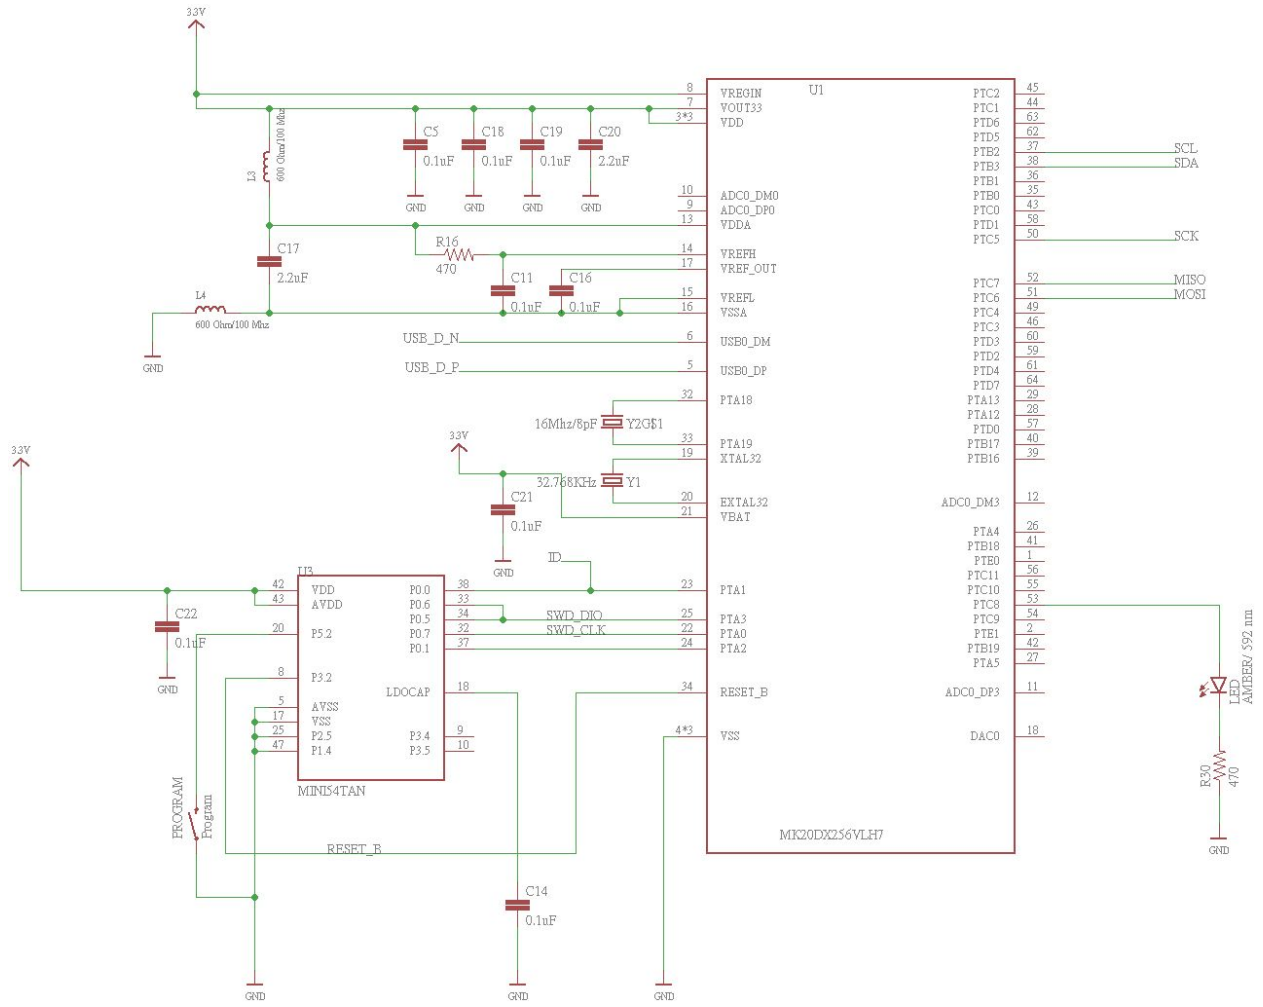 3.3V
U1
8 VREGIN
7 VOUT33
3*3 VDD
C5 0.1uF
C18 0.1uF
C19 0.1uF
C20 2.2uF
GND GND GND GND
L3 600 Ohm/100 Mhz
10 ADC0_DM0
9 ADC0_DP0
13 VDDA
R16 470
C17 2.2uF
14 VREFH
17 VREF_OUT
C11 0.1uF
C16 0.1uF
15 VREFL
16 VSSA
L4
600 Ohm/100 Mhz
GND
USB_D_N 6 USB0_DM
USB_D_P 5 USB0_DP
32 PTA18
16Mhz/8pF Y2G$1
33 PTA19
19 XTAL32
32.768KHz Y1
20 EXTAL32
21 VBAT
3.3V
C21 0.1uF
GND
ID
23 PTA1
SWD_DIO 25 PTA3
SWD_CLK 22 PTA0
24 PTA2
34 RESET_B
4*3 VSS
MK20DX256VLH7
PTC2 45
PTC1 44
PTD6 63
PTD5 62
PTB2 37 SCL
PTB3 38 SDA
PTB1 36
PTB0 35
PTC0 43
PTD1 58
PTC5 50 SCK
PTC7 52 MISO
PTC6 51 MOSI
PTC4 49
PTC3 46
PTD3 60
PTD2 59
PTD4 61
PTD7 64
PTA13 29
PTA12 28
PTD0 57
PTB17 40
PTB16 39
ADC0_DM3 12
PTA4 26
PTB18 41
PTE0 1
PTC11 56
PTC10 55
PTC8 53
PTC9 54
PTE1 2
PTB19 42
PTA5 27
ADC0_DP3 11
DAC0 18
LED
AMBER/ 592 nm
R30
470
GND
3.3V
U3
42 VDD
43 AVDD
20 P5.2
8 P3.2
5 AVSS
17 VSS
25 P2.5
47 P1.4
P0.0 38
P0.6 33
P0.5 34
P0.7 32
P0.1 37
LDOCAP 18
P3.4 9
P3.5 10
MINI54TAN
C22 0.1uF
GND
PROGRAM
Program
RESET_B
C14 0.1uF
GND GND GND